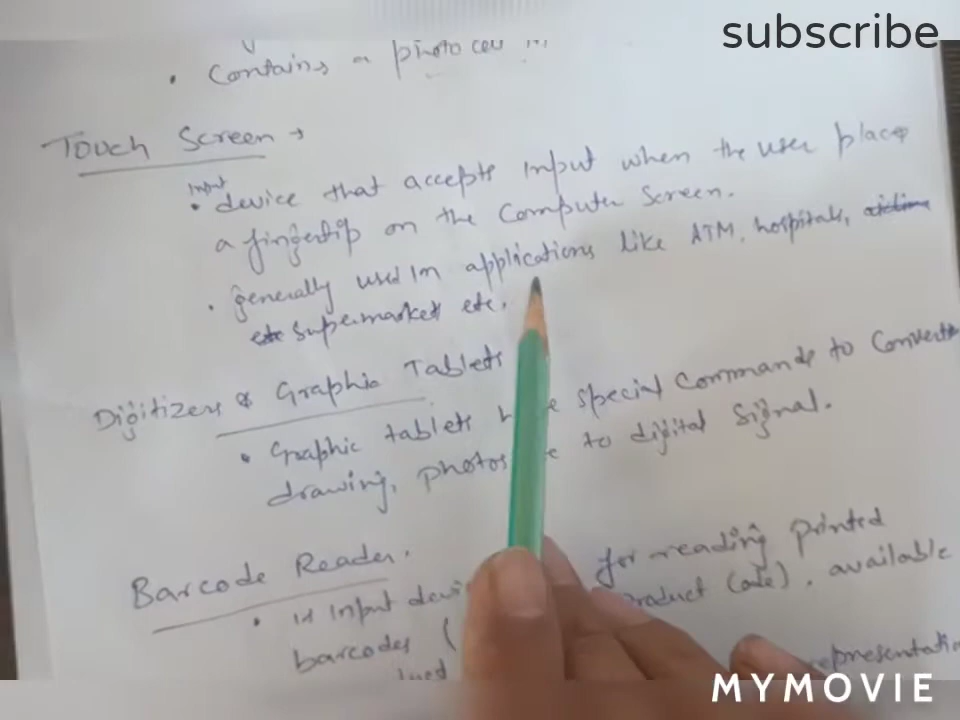 subscribe
• Contains a photocell
Touch Screen →
Input
• device that accepts input when the user places
a fingertip on the Computer Screen.
• generally used in applications like ATM, hospitals,
supermarket etc.
Digitizers & Graphic Tablets
• Graphic tablets special Commands to Convert
drawing, photos to digital signal.
Barcode Reader.
• is Input for reading printed
barcodes ( product Code). available
representation
MYMOVIE